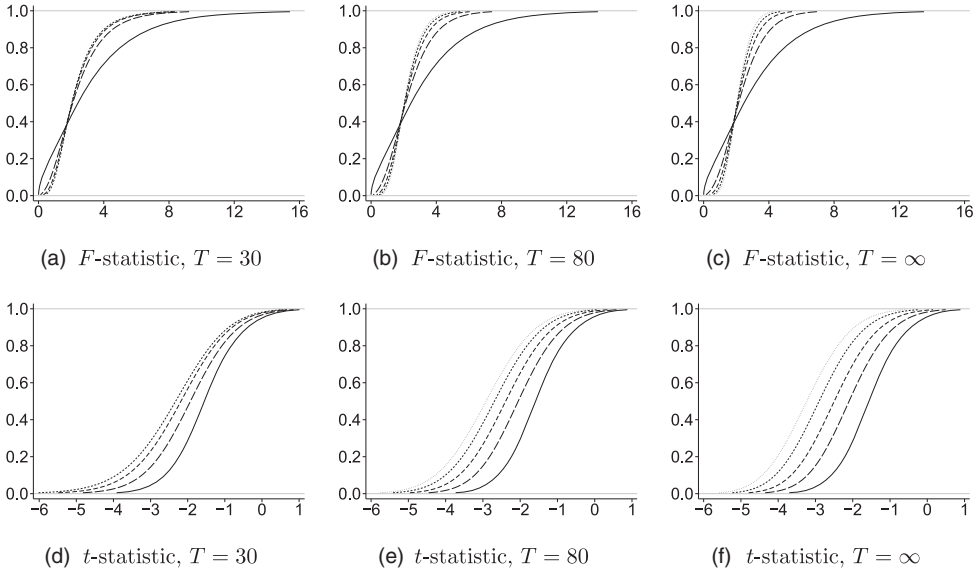 1.0 1.0 1.0
0.8 0.8 0.8
0.6 0.6 0.6
0.4 0.4 0.4
0.2 0.2 0.2
0.0 0.0 0.0
0 4 8 12 16 0 4 8 12 16 0 4 8 12 16
(a) F-statistic, T = 30 (b) F-statistic, T = 80 (c) F-statistic, T = ∞
1.0 1.0 1.0
0.8 0.8 0.8
0.6 0.6 0.6
0.4 0.4 0.4
0.2 0.2 0.2
0.0 0.0 0.0
−6 −5 −4 −3 −2 −1 0 1 −6 −5 −4 −3 −2 −1 0 1 −6 −5 −4 −3 −2 −1 0 1
(d) t-statistic, T = 30 (e) t-statistic, T = 80 (f) t-statistic, T = ∞